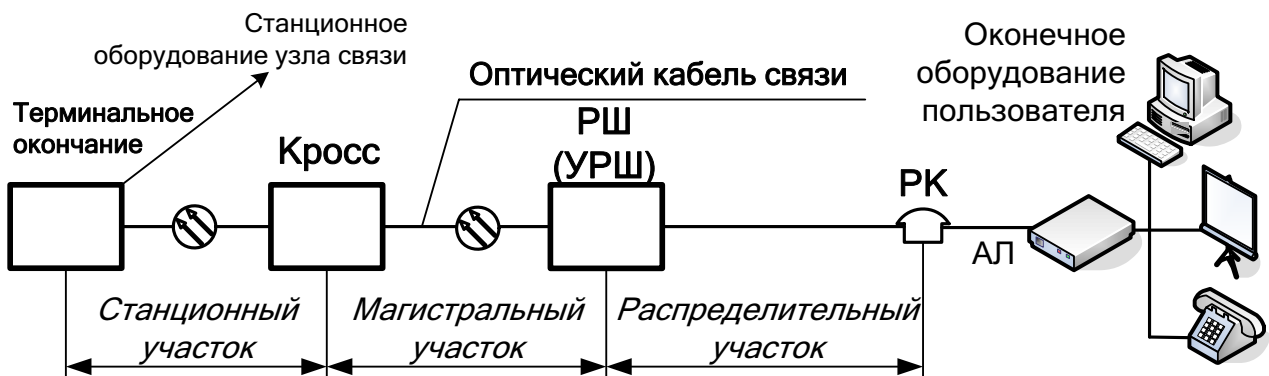 Станционное
оборудование узла связи
Терминальное
окончание
Кросс
Оптический кабель связи
РШ
(УРШ)
РК
АЛ
Оконечное
оборудование
пользователя
Станционный
участок
Магистральный
участок
Распределительный
участок